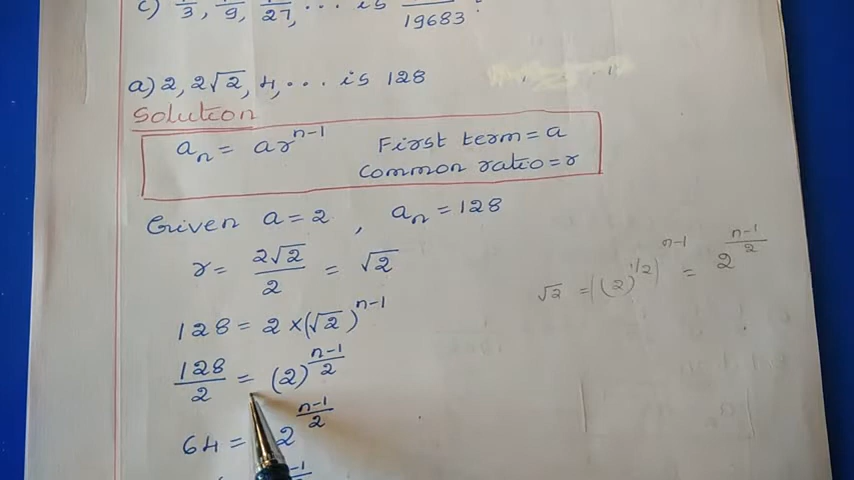 c) 1/3, 1/9, 1/27, ... is 1/19683 ?
a) 2, 2√2, 4, ... is 128
Solution
aₙ = arⁿ⁻¹ First term = a
Common ratio = r
Given a = 2 , aₙ = 128
r = 2√2/2 = √2
128 = 2 × (√2)ⁿ⁻¹
128/2 = (2)^((n-1)/2)
64 = 2^((n-1)/2)
√2 = ((2)^(1/2))^(n-1) = 2^((n-1)/2)